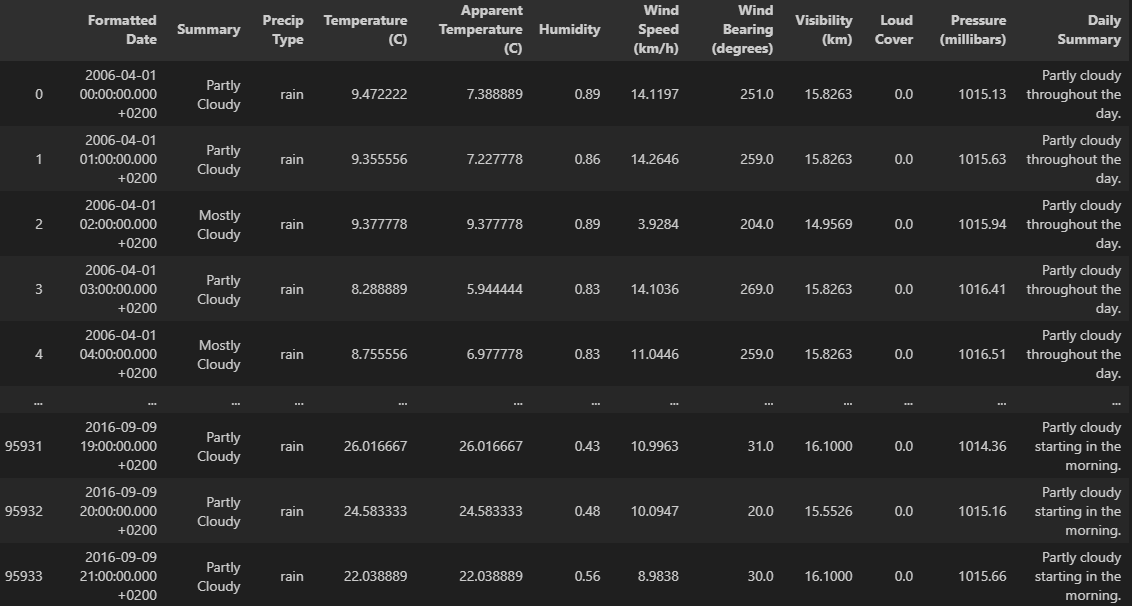 Formatted Date Summary Precip Type Temperature (C) Apparent Temperature (C) Humidity Wind Speed (km/h) Wind Bearing (degrees) Visibility (km) Loud Cover Pressure (millibars) Daily Summary
0 2006-04-01 00:00:00.000 +0200 Partly Cloudy rain 9.472222 7.388889 0.89 14.1197 251.0 15.8263 0.0 1015.13 Partly cloudy throughout the day.
1 2006-04-01 01:00:00.000 +0200 Partly Cloudy rain 9.355556 7.227778 0.86 14.2646 259.0 15.8263 0.0 1015.63 Partly cloudy throughout the day.
2 2006-04-01 02:00:00.000 +0200 Mostly Cloudy rain 9.377778 9.377778 0.89 3.9284 204.0 14.9569 0.0 1015.94 Partly cloudy throughout the day.
3 2006-04-01 03:00:00.000 +0200 Partly Cloudy rain 8.288889 5.944444 0.83 14.1036 269.0 15.8263 0.0 1016.41 Partly cloudy throughout the day.
4 2006-04-01 04:00:00.000 +0200 Mostly Cloudy rain 8.755556 6.977778 0.83 11.0446 259.0 15.8263 0.0 1016.51 Partly cloudy throughout the day.
... ... ... ... ... ... ... ... ... ... ... ... ...
95931 2016-09-09 19:00:00.000 +0200 Partly Cloudy rain 26.016667 26.016667 0.43 10.9963 31.0 16.1000 0.0 1014.36 Partly cloudy starting in the morning.
95932 2016-09-09 20:00:00.000 +0200 Partly Cloudy rain 24.583333 24.583333 0.48 10.0947 20.0 15.5526 0.0 1015.16 Partly cloudy starting in the morning.
95933 2016-09-09 21:00:00.000 +0200 Partly Cloudy rain 22.038889 22.038889 0.56 8.9838 30.0 16.1000 0.0 1015.66 Partly cloudy starting in the morning.